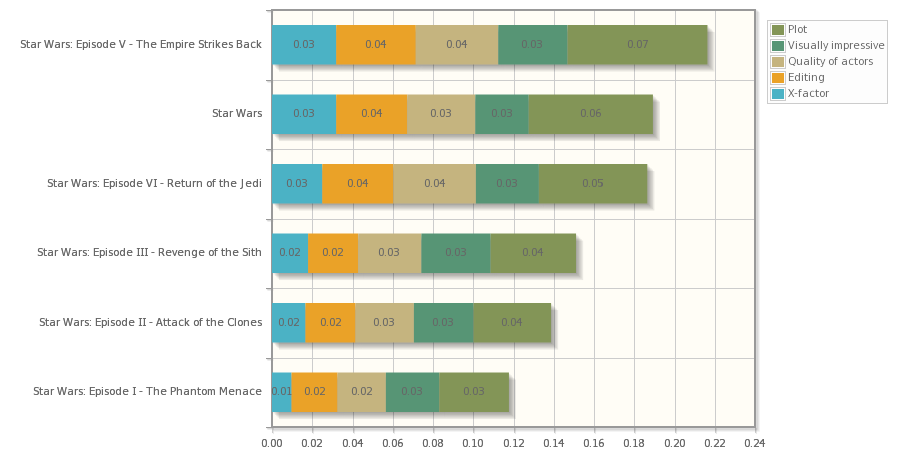 Star Wars: Episode V - The Empire Strikes Back 0.03 0.04 0.04 0.03 0.07
Star Wars 0.03 0.04 0.03 0.03 0.06
Star Wars: Episode VI - Return of the Jedi 0.03 0.04 0.04 0.03 0.05
Star Wars: Episode III - Revenge of the Sith 0.02 0.02 0.03 0.03 0.04
Star Wars: Episode II - Attack of the Clones 0.02 0.02 0.03 0.03 0.04
Star Wars: Episode I - The Phantom Menace 0.01 0.02 0.02 0.03 0.03
0.00 0.02 0.04 0.06 0.08 0.10 0.12 0.14 0.16 0.18 0.20 0.22 0.24
Plot
Visually impressive
Quality of actors
Editing
X-factor